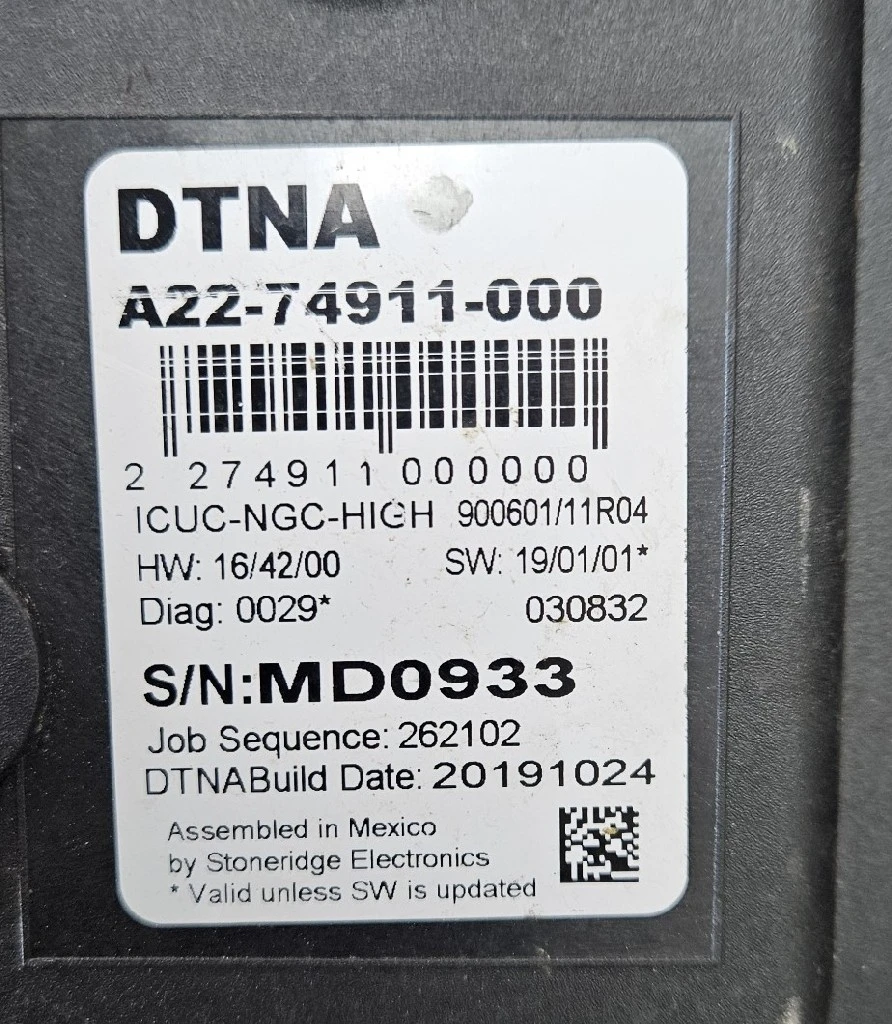 DTNA
A22-74911-000
2 274911 000000
ICUC-NGC-HIGH 900601/11R04
HW: 16/42/00 SW: 19/01/01*
Diag: 0029* 030832
S/N:MD0933
Job Sequence: 262102
DTNABuild Date: 20191024
Assembled in Mexico
by Stoneridge Electronics
* Valid unless SW is updated